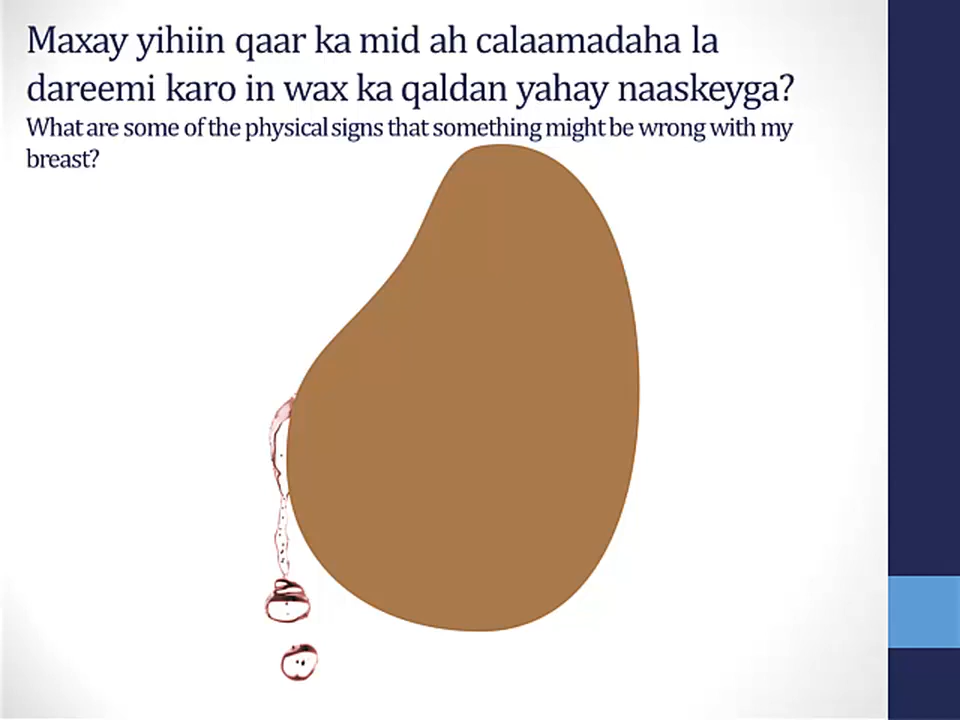 Maxay yihiin qaar ka mid ah calaamadaha la
dareemi karo in wax ka qaldan yahay naaskeyga?
What are some of the physical signs that something might be wrong with my
breast?